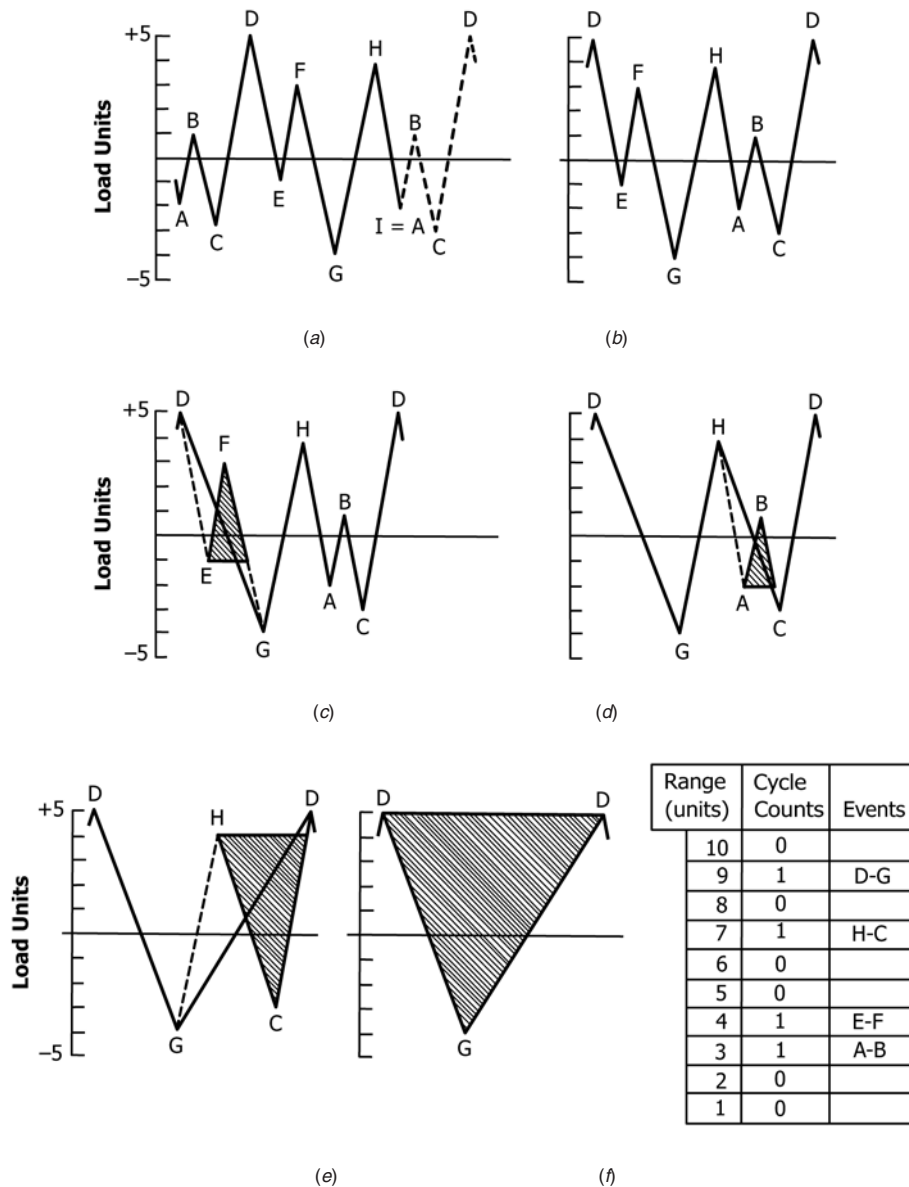 D D
+5 H
F F H
B B B
Load Units
E E
A I = A C A C
C
G G
−5
(a) (b)
D D D D
+5 H H
F
B B
Load Units
E A A
C C
G G
−5
(c) (d)
D H D D D
+5
Load Units
C
G G
−5
Range (units) Cycle Counts Events
10 0
9 1 D-G
8 0
7 1 H-C
6 0
5 0
4 1 E-F
3 1 A-B
2 0
1 0
(e) (f)